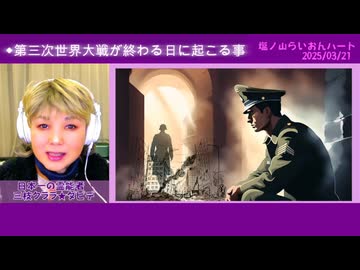 ◆第三次世界大戦が終わる日に起こる事
塩ノ山らいおんハート
2025/03/21
日本一の霊能者
三枝クララ★タビデ